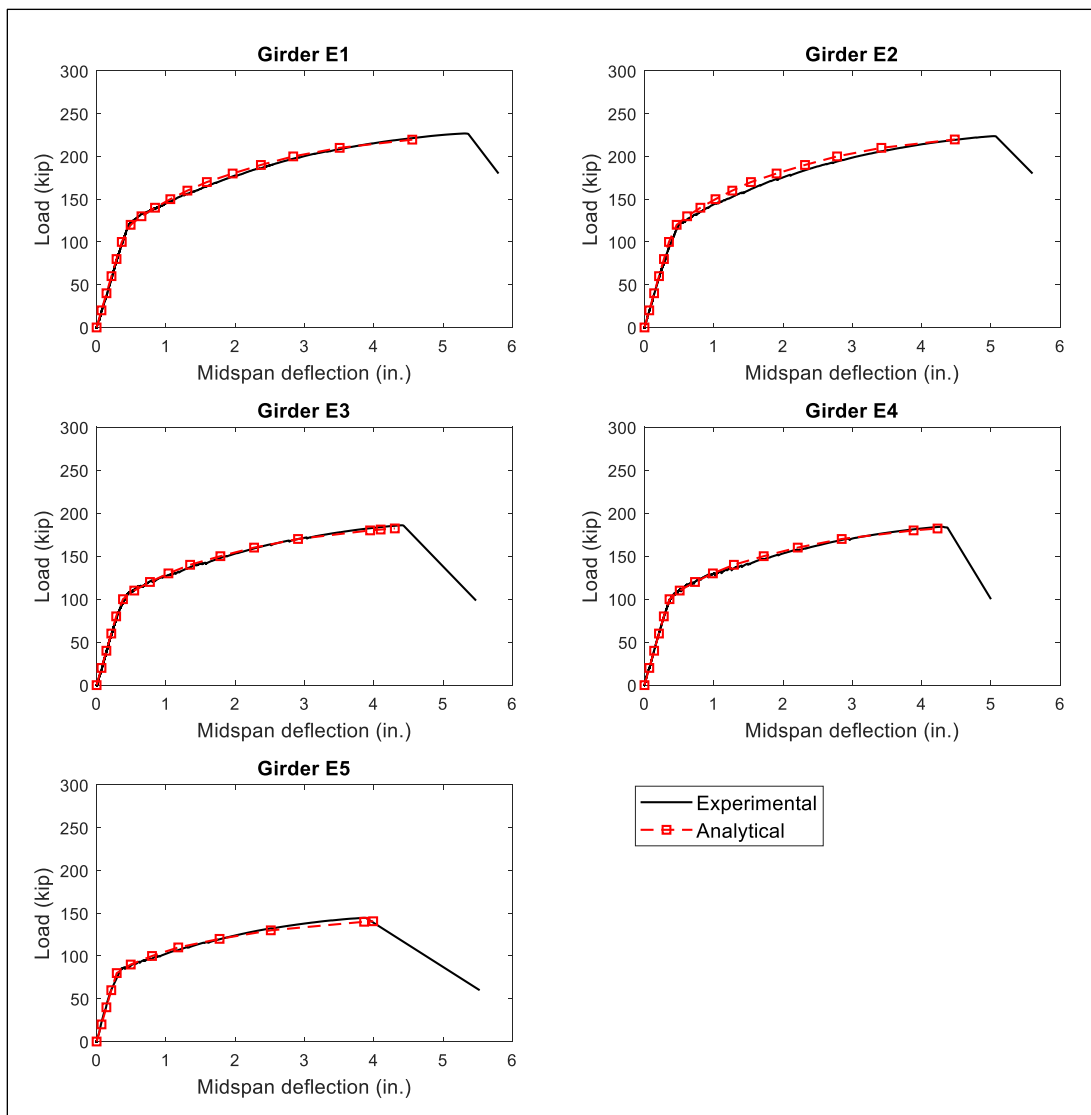 Girder E1
300
250
200
150
100
50
0
Load (kip)
0 1 2 3 4 5 6
Midspan deflection (in.)
Girder E2
300
250
200
150
100
50
0
Load (kip)
0 1 2 3 4 5 6
Midspan deflection (in.)
Girder E3
300
250
200
150
100
50
0
Load (kip)
0 1 2 3 4 5 6
Midspan deflection (in.)
Girder E4
300
250
200
150
100
50
0
Load (kip)
0 1 2 3 4 5 6
Midspan deflection (in.)
Girder E5
300
250
200
150
100
50
0
Load (kip)
0 1 2 3 4 5 6
Midspan deflection (in.)
Experimental
Analytical